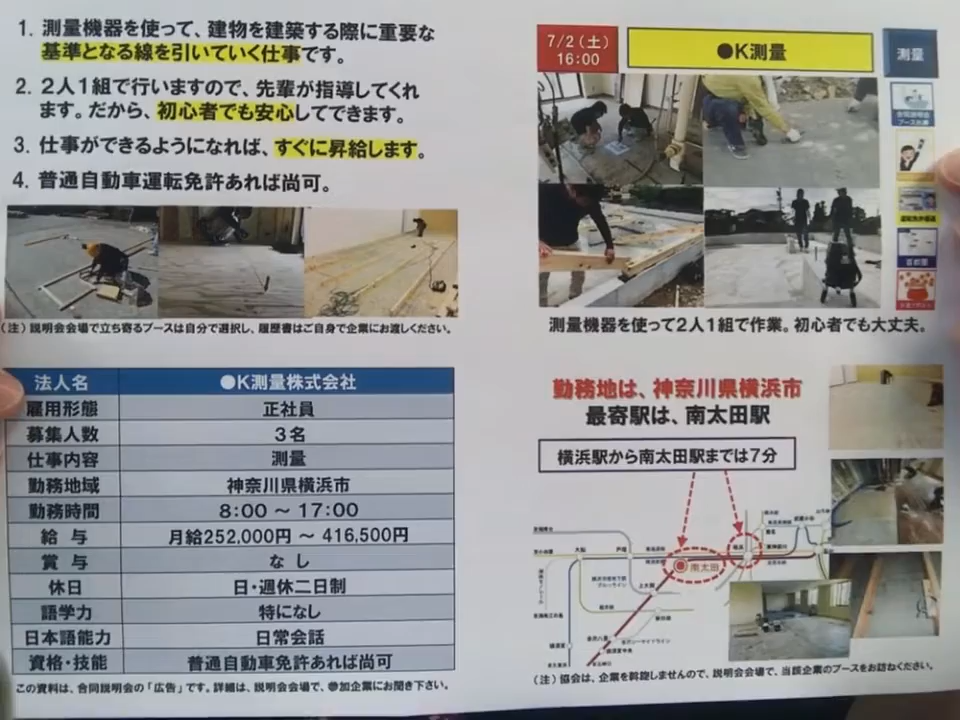 1. 測量機器を使って、建物を建築する際に重要な
基準となる線を引いていく仕事です。
2. 2人1組で行いますので、先輩が指導してくれ
ます。だから、初心者でも安心してできます。
3. 仕事ができるようになれば、すぐに昇給します。
4. 普通自動車運転免許あれば尚可。
(注)説明会会場で立ち寄るブースは自分で選択し、履歴書はご自身で企業にお渡しください。
法人名 ●K測量株式会社
雇用形態 正社員
募集人数 3名
仕事内容 測量
勤務地域 神奈川県横浜市
勤務時間 8:00 ~ 17:00
給 与 月給252,000円 ~ 416,500円
賞 与 な し
休日 日・週休二日制
語学力 特になし
日本語能力 日常会話
資格・技能 普通自動車免許あれば尚可
この資料は、合同説明会の「広告」です。詳細は、説明会会場で、参加企業にお聞き下さい。
7/2(土)
16:00
●K測量
測量
首都圏
測量機器を使って2人1組で作業。初心者でも大丈夫。
勤務地は、神奈川県横浜市
最寄駅は、南太田駅
横浜駅から南太田駅までは7分
大船
戸塚
横浜
南太田
上大岡
(注)協会は、企業を斡旋しませんので、説明会会場で、当該企業のブースをお訪ねください。